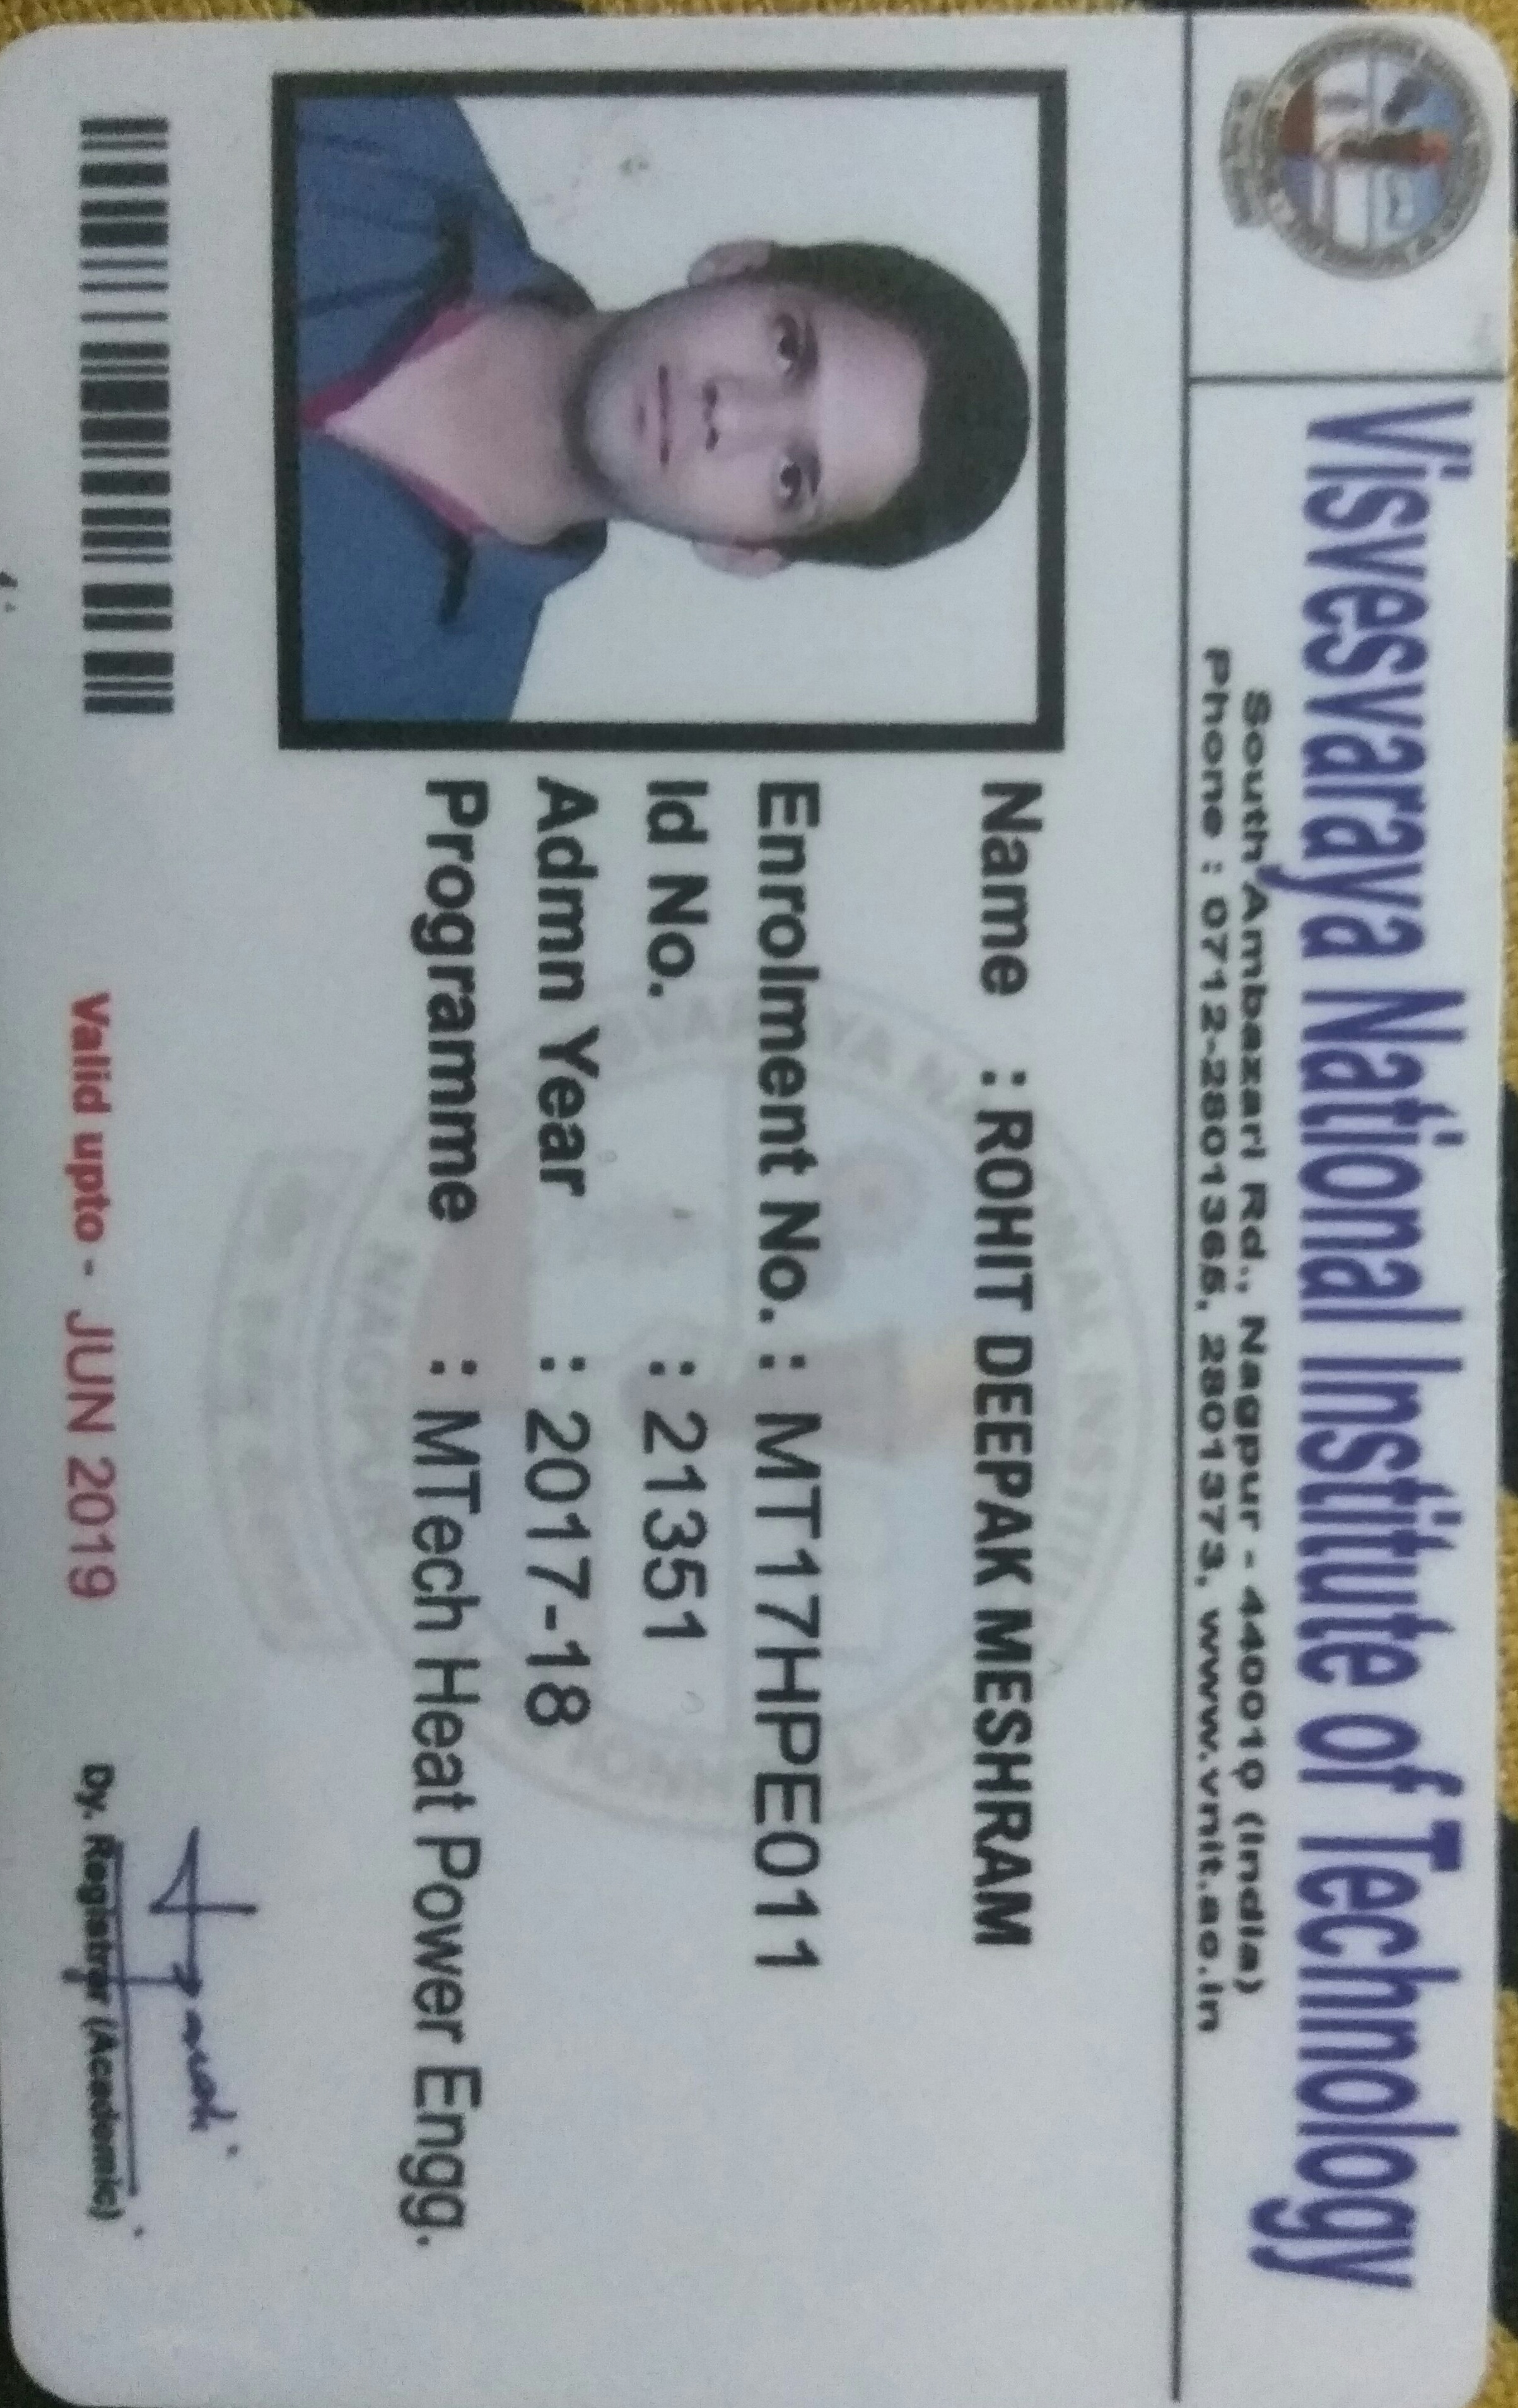 Visvesvaraya National Institute of Technology
South Ambazari Rd., Nagpur - 440010 (India)
Phone : 0712-2801365, 2801373, www.vnit.ac.in
Name : ROHIT DEEPAK MESHRAM
Enrolment No. : MT17HPE011
Id No. : 21351
Admn Year : 2017-18
Programme : MTech Heat Power Engg.
Valid upto - JUN 2019
Dy. Registrar (Academic)